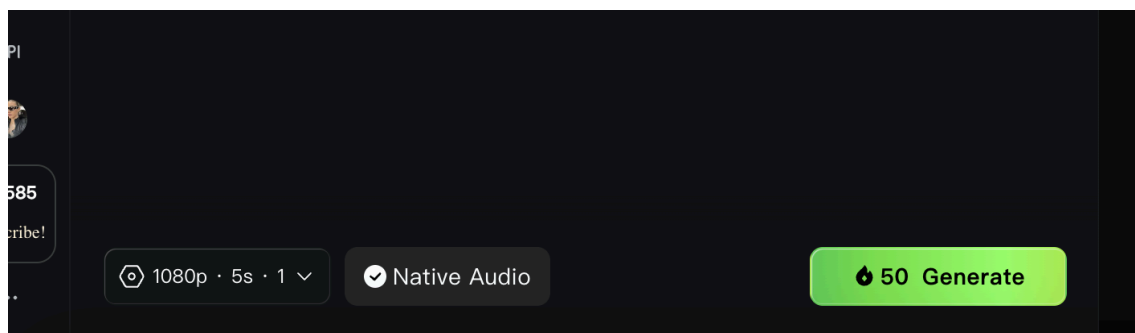 PI
585
cribe!
1080p · 5s · 1
Native Audio
50 Generate